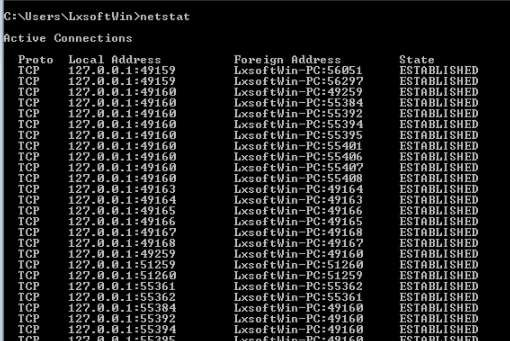 C:\Users\LxsoftWin>netstat
Active Connections
Proto Local Address Foreign Address State
TCP 127.0.0.1:49159 LxsoftWin-PC:56051 ESTABLISHED
TCP 127.0.0.1:49159 LxsoftWin-PC:56297 ESTABLISHED
TCP 127.0.0.1:49160 LxsoftWin-PC:49259 ESTABLISHED
TCP 127.0.0.1:49160 LxsoftWin-PC:55384 ESTABLISHED
TCP 127.0.0.1:49160 LxsoftWin-PC:55392 ESTABLISHED
TCP 127.0.0.1:49160 LxsoftWin-PC:55394 ESTABLISHED
TCP 127.0.0.1:49160 LxsoftWin-PC:55395 ESTABLISHED
TCP 127.0.0.1:49160 LxsoftWin-PC:55401 ESTABLISHED
TCP 127.0.0.1:49160 LxsoftWin-PC:55406 ESTABLISHED
TCP 127.0.0.1:49160 LxsoftWin-PC:55407 ESTABLISHED
TCP 127.0.0.1:49160 LxsoftWin-PC:55408 ESTABLISHED
TCP 127.0.0.1:49163 LxsoftWin-PC:49164 ESTABLISHED
TCP 127.0.0.1:49164 LxsoftWin-PC:49163 ESTABLISHED
TCP 127.0.0.1:49165 LxsoftWin-PC:49166 ESTABLISHED
TCP 127.0.0.1:49166 LxsoftWin-PC:49165 ESTABLISHED
TCP 127.0.0.1:49167 LxsoftWin-PC:49168 ESTABLISHED
TCP 127.0.0.1:49168 LxsoftWin-PC:49167 ESTABLISHED
TCP 127.0.0.1:49259 LxsoftWin-PC:49160 ESTABLISHED
TCP 127.0.0.1:51259 LxsoftWin-PC:51260 ESTABLISHED
TCP 127.0.0.1:51260 LxsoftWin-PC:51259 ESTABLISHED
TCP 127.0.0.1:55361 LxsoftWin-PC:55362 ESTABLISHED
TCP 127.0.0.1:55362 LxsoftWin-PC:55361 ESTABLISHED
TCP 127.0.0.1:55384 LxsoftWin-PC:49160 ESTABLISHED
TCP 127.0.0.1:55392 LxsoftWin-PC:49160 ESTABLISHED
TCP 127.0.0.1:55394 LxsoftWin-PC:49160 ESTABLISHED
TCP 127.0.0.1:55395 LxsoftWin-PC:49160 ESTABLISHED